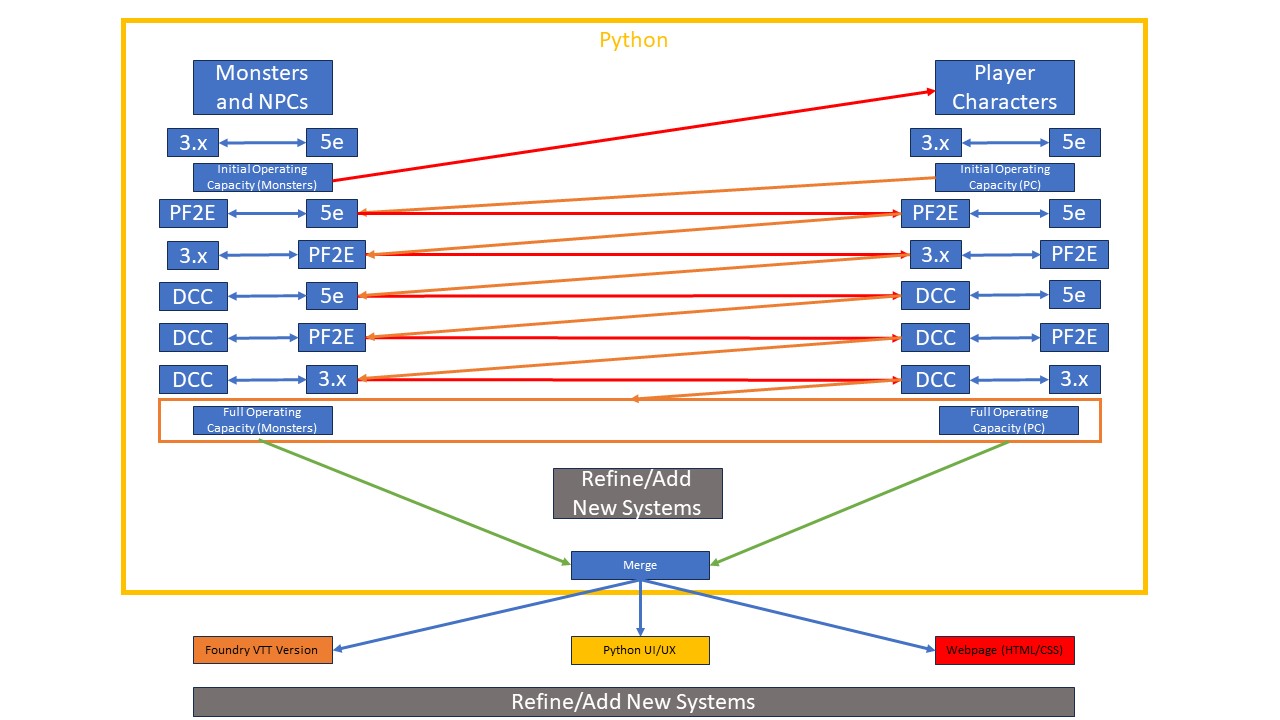 Python
Monsters
and NPCs
Player
Characters
3.x
5e
3.x
5e
Initial Operating
Capacity (Monsters)
Initial Operating
Capacity (PC)
PF2E
5e
PF2E
5e
3.x
PF2E
3.x
PF2E
DCC
5e
DCC
5e
DCC
PF2E
DCC
PF2E
DCC
3.x
DCC
3.x
Full Operating
Capacity (Monsters)
Full Operating
Capacity (PC)
Refine/Add
New Systems
Merge
Foundry VTT Version
Python UI/UX
Webpage (HTML/CSS)
Refine/Add New Systems